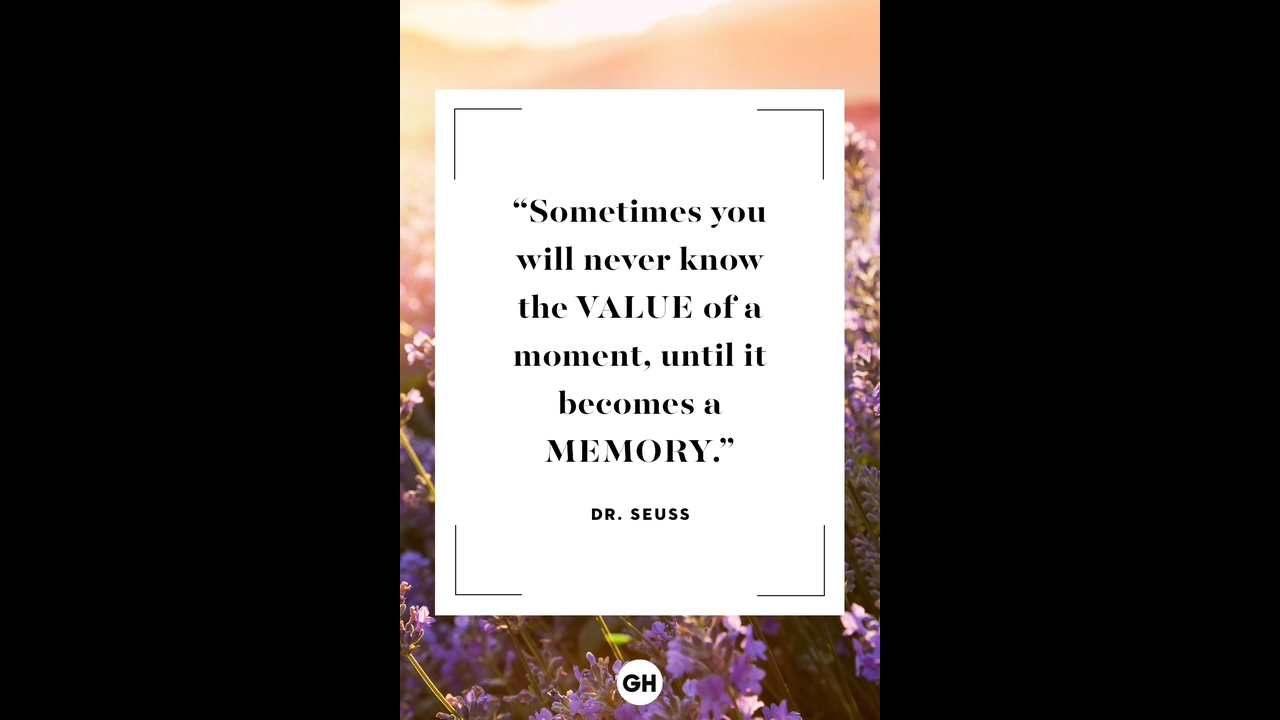 “Sometimes you
will never know
the VALUE of a
moment, until it
becomes a
MEMORY.”
DR. SEUSS
GH